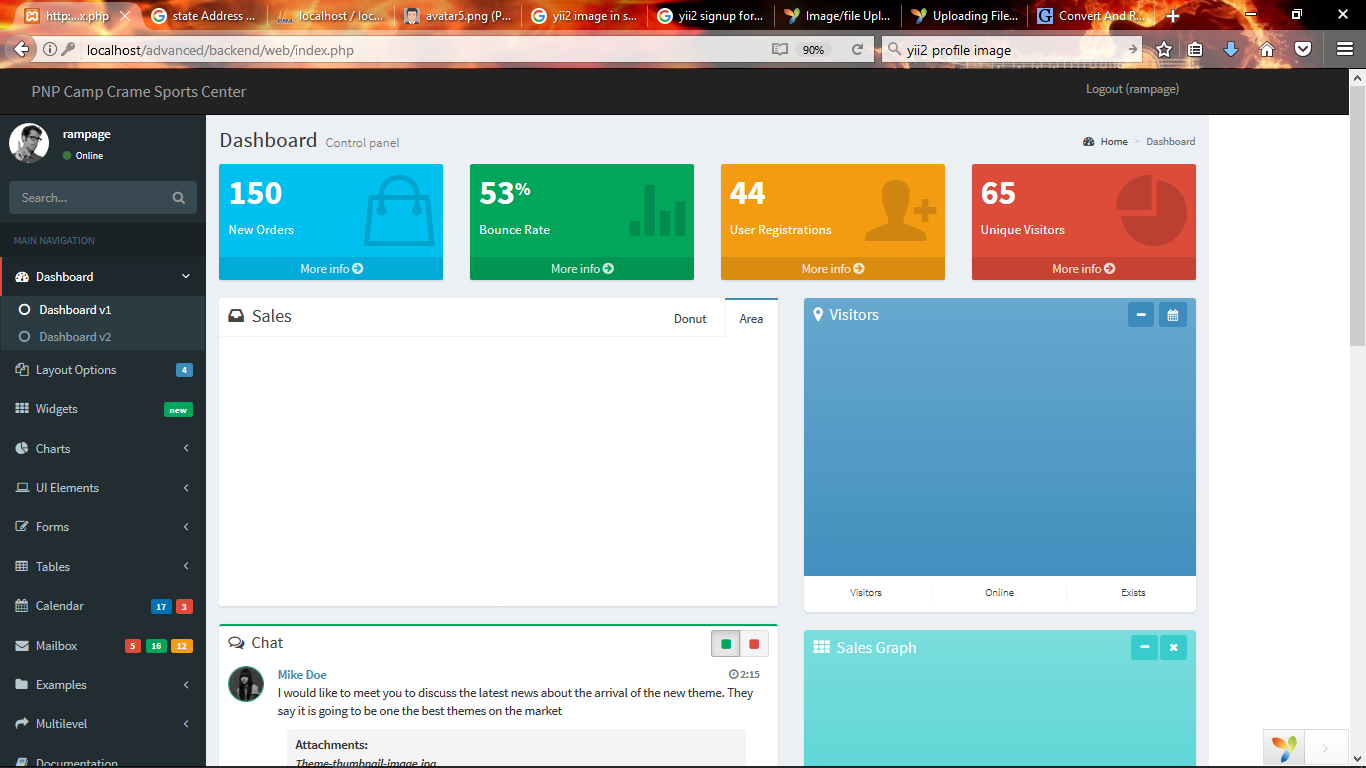 http:...x.php
state Address ...
PMA
localhost / loc...
avatar5.png (P...
yii2 image in s...
yii2 signup for...
Image/file Upl...
Uploading File...
Convert And R...
localhost/advanced/backend/web/index.php
90%
yii2 profile image
PNP Camp Crame Sports Center
Logout (rampage)
rampage
Online
Search...
MAIN NAVIGATION
Dashboard
Dashboard v1
Dashboard v2
Layout Options 4
Widgets new
Charts
UI Elements
Forms
Tables
Calendar 17 3
Mailbox 5 16 12
Examples
Multilevel
Documentation
Dashboard Control panel
Home > Dashboard
150
New Orders
More info
53%
Bounce Rate
More info
44
User Registrations
More info
65
Unique Visitors
More info
Sales
Donut
Area
Visitors
Visitors
Online
Exists
Chat
Mike Doe
2:15
I would like to meet you to discuss the latest news about the arrival of the new theme. They
say it is going to be one the best themes on the market
Attachments:
Theme-thumbnail-image.jpg
Sales Graph